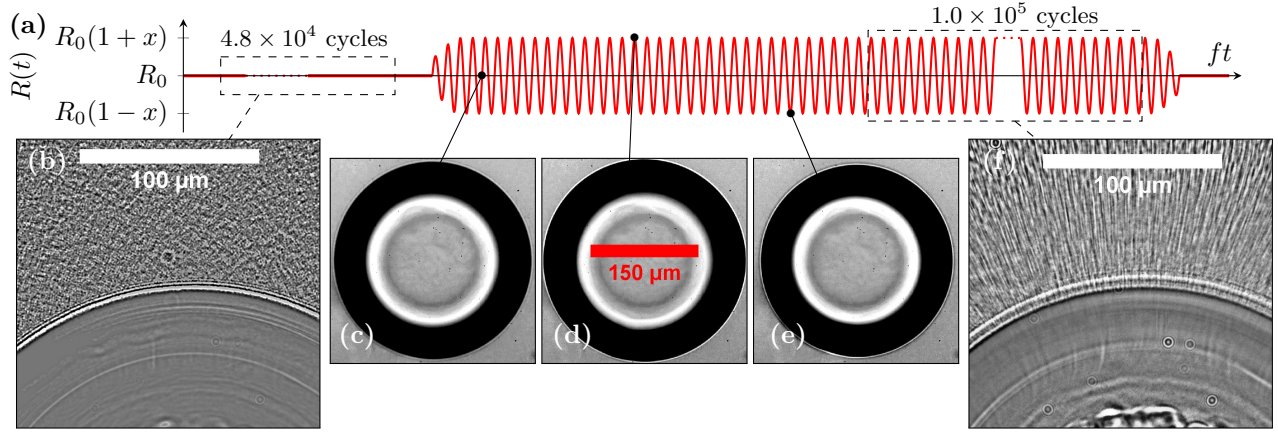 (a)
R(t)
R₀(1 + x)
R₀
R₀(1 − x)
4.8 × 10⁴ cycles
1.0 × 10⁵ cycles
ft
(b)
100 µm
(c)
(d)
150 µm
(e)
(f)
100 µm